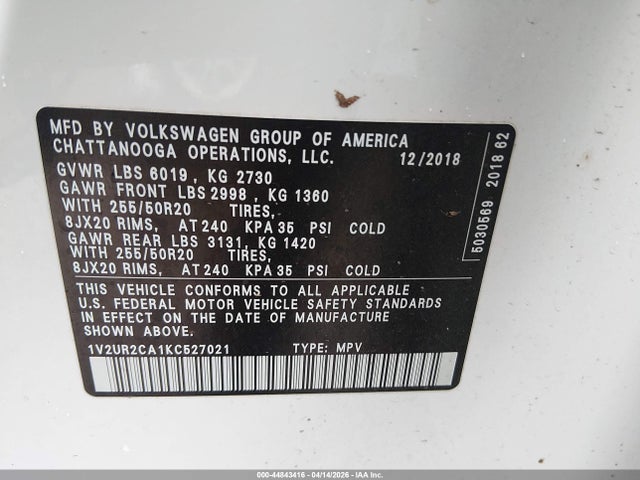 MFD BY VOLKSWAGEN GROUP OF AMERICA
CHATTANOOGA OPERATIONS, LLC. 12/2018
GVWR LBS 6019 , KG 2730
GAWR FRONT LBS 2998 , KG 1360
WITH 255/50R20 TIRES,
8JX20 RIMS, AT 240 KPA 35 PSI COLD
GAWR REAR LBS 3131, KG 1420
WITH 255/50R20 TIRES,
8JX20 RIMS, AT 240 KPA 35 PSI COLD
THIS VEHICLE CONFORMS TO ALL APPLICABLE
U.S. FEDERAL MOTOR VEHICLE SAFETY STANDARDS
IN EFFECT ON THE DATE OF MANUFACTURE
SHOWN ABOVE.
1V2UR2CA1KC527021 TYPE: MPV
5030569 2018 62
000-44843416 - 04/14/2026 - IAAI, Inc.